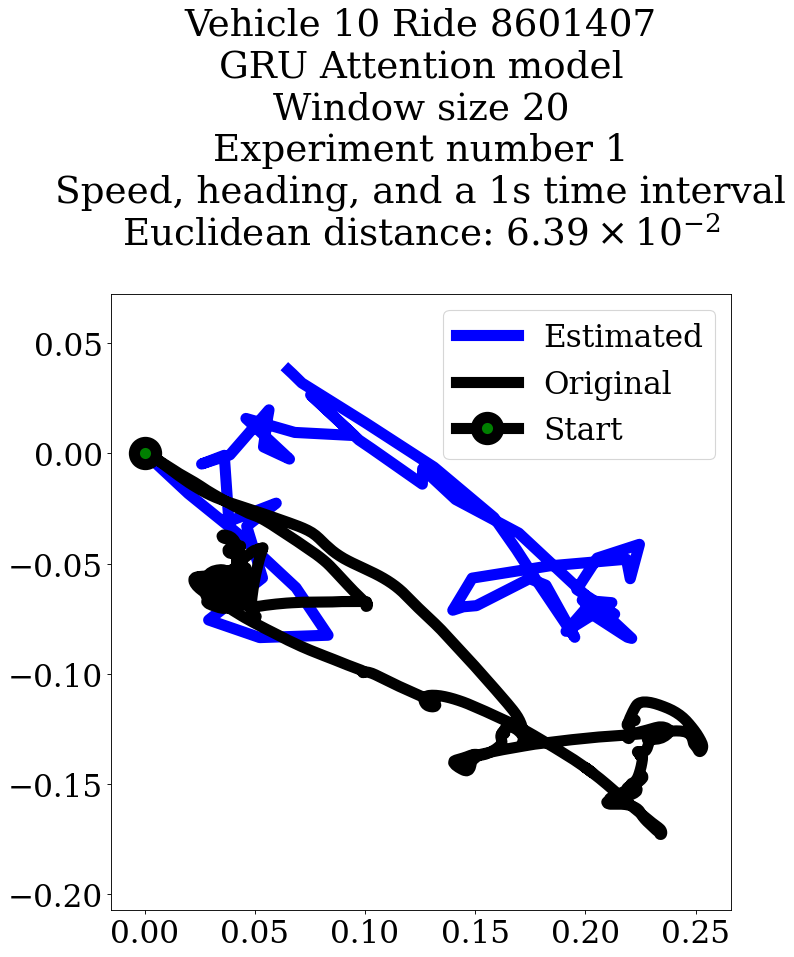 Vehicle 10 Ride 8601407
GRU Attention model
Window size 20
Experiment number 1
Speed, heading, and a 1s time interval
Euclidean distance: 6.39 × 10⁻²
Estimated
Original
Start
0.05
0.00
−0.05
−0.10
−0.15
−0.20
0.00 0.05 0.10 0.15 0.20 0.25